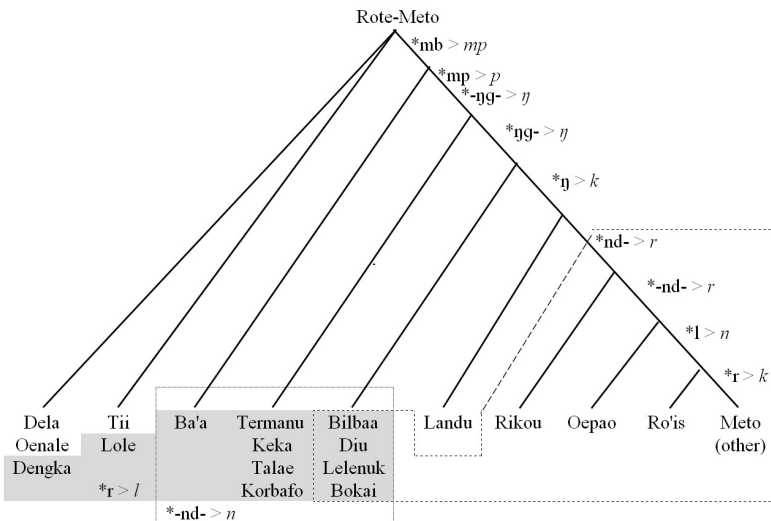 Rote-Meto
*mb > mp
*mp > p
*-ŋg- > ŋ
*ŋg- > ŋ
*ŋ > k
*nd- > r
*-nd- > r
*l > n
*r > k
Dela Tii Ba'a Termanu Bilbaa Landu Rikou Oepao Ro'is Meto
Oenale Lole Keka Diu (other)
Dengka Talae Lelenuk
*r > l Korbafo Bokai
*-nd- > n